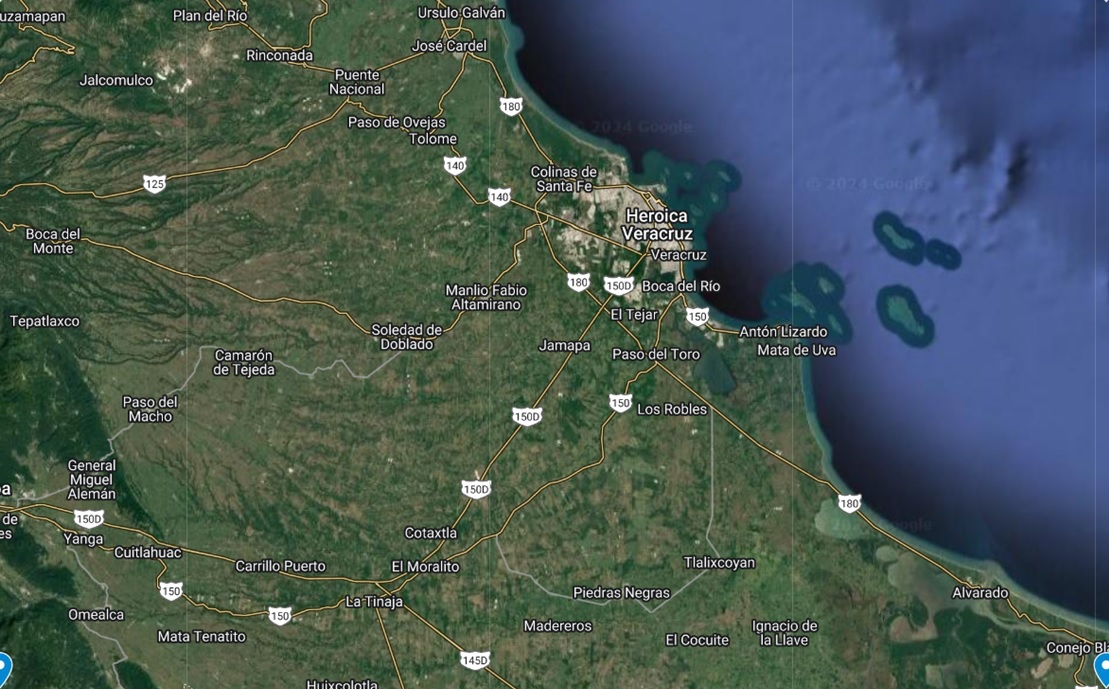 uzamapan
Plan del Río
Ursulo Galván
José Cardel
Rinconada
Jalcomulco
Puente
Nacional
180
Paso de Ovejas
Tolome
© 2024 Google
140
Colinas de
Santa Fe
125
140
© 2024 Google
Heroica
Veracruz
Boca del
Monte
Veracruz
180
150D
Boca del Río
Manlio Fabio
Altamirano
El Tejar
150
Tepatlaxco
Soledad de
Doblado
Antón Lizardo
Jamapa
Mata de Uva
Camarón
de Tejeda
Paso del Toro
Paso del
Macho
150
Los Robles
150D
General
Miguel
Alemán
150D
180
de
es
150D
Google
Yanga
Cotaxtla
Cuitlahuac
Carrillo Puerto
El Moralito
Tlalixcoyan
150
Piedras Negras
Alvarado
La Tinaja
Omealca
150
Mata Tenatito
Madereros
Ignacio de
la Llave
El Cocuite
Conejo Bl
145D
Huixcolotla